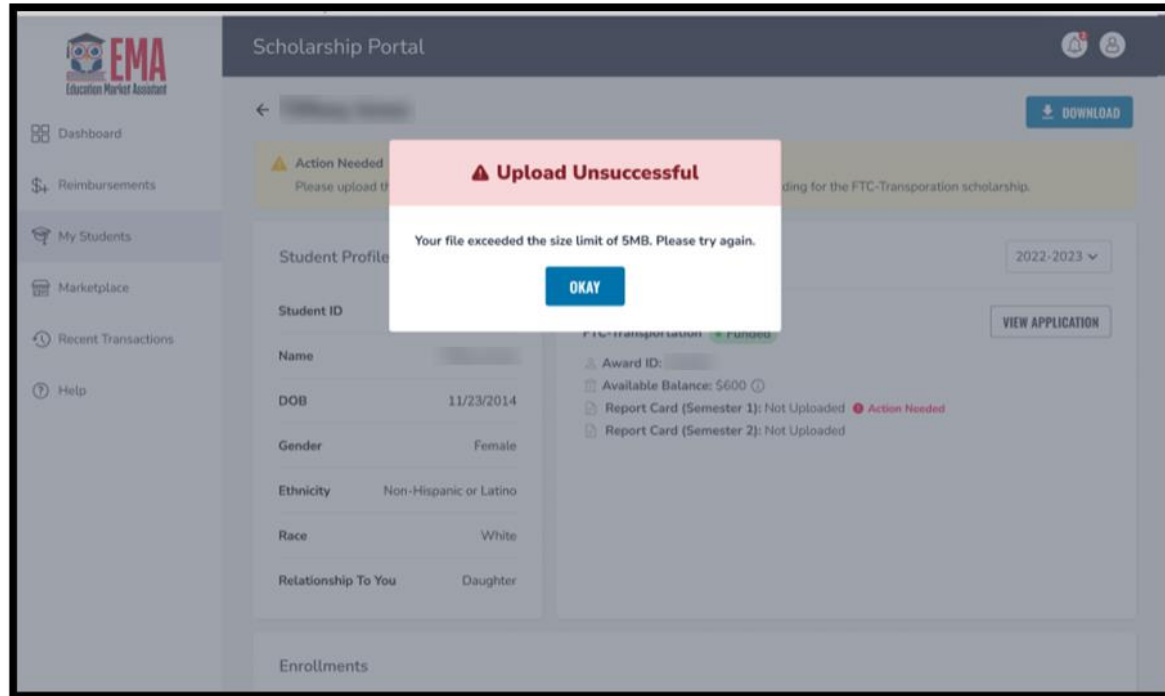 EMA
Education Market Assistant
Dashboard
Reimbursements
My Students
Marketplace
Recent Transactions
Help
Scholarship Portal
DOWNLOAD
Action Needed
Please upload th
ding for the FTC-Transporation scholarship.
Upload Unsuccessful
Your file exceeded the size limit of 5MB. Please try again.
OKAY
Student Profile
2022-2023
Student ID
Name
DOB 11/23/2014
Gender Female
Ethnicity Non-Hispanic or Latino
Race White
Relationship To You Daughter
FTC-Transportation Funded
VIEW APPLICATION
Award ID:
Available Balance: $600
Report Card (Semester 1): Not Uploaded Action Needed
Report Card (Semester 2): Not Uploaded
Enrollments